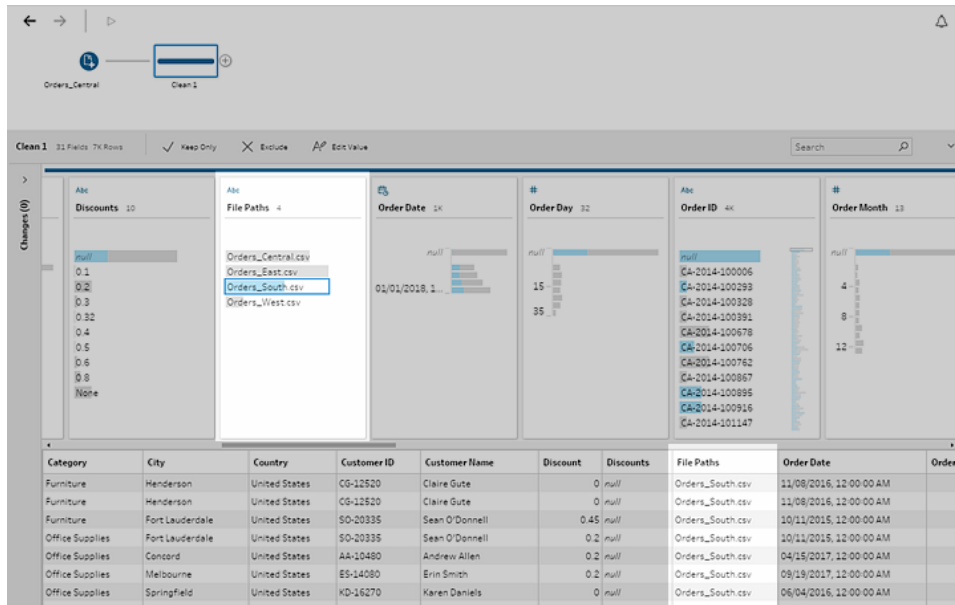 Orders_Central
Clean 1
Clean 1 31 Fields 7K Rows Keep Only Exclude Edit Value Search
Changes (0)
Abc
Discounts 10
null
0.1
0.2
0.3
0.32
0.4
0.5
0.6
0.8
None
Abc
File Paths 4
Orders_Central.csv
Orders_East.csv
Orders_South.csv
Orders_West.csv
Order Date 1K
null
01/01/2018, 1...
#
Order Day 32
null
15
35
Abc
Order ID 4K
null
CA-2014-100006
CA-2014-100293
CA-2014-100328
CA-2014-100391
CA-2014-100678
CA-2014-100706
CA-2014-100762
CA-2014-100867
CA-2014-100895
CA-2014-100916
CA-2014-101147
#
Order Month 13
null
4
8
12
Category City Country Customer ID Customer Name Discount Discounts File Paths Order Date Order
Furniture Henderson United States CG-12520 Claire Gute 0 null Orders_South.csv 11/08/2016, 12:00:00 AM
Furniture Henderson United States CG-12520 Claire Gute 0 null Orders_South.csv 11/08/2016, 12:00:00 AM
Furniture Fort Lauderdale United States SO-20335 Sean O'Donnell 0.45 null Orders_South.csv 10/11/2015, 12:00:00 AM
Office Supplies Fort Lauderdale United States SO-20335 Sean O'Donnell 0.2 null Orders_South.csv 10/11/2015, 12:00:00 AM
Office Supplies Concord United States AA-10480 Andrew Allen 0.2 null Orders_South.csv 04/15/2017, 12:00:00 AM
Office Supplies Melbourne United States ES-14080 Erin Smith 0.2 null Orders_South.csv 09/19/2017, 12:00:00 AM
Office Supplies Springfield United States KD-16270 Karen Daniels 0 null Orders_South.csv 06/04/2016, 12:00:00 AM